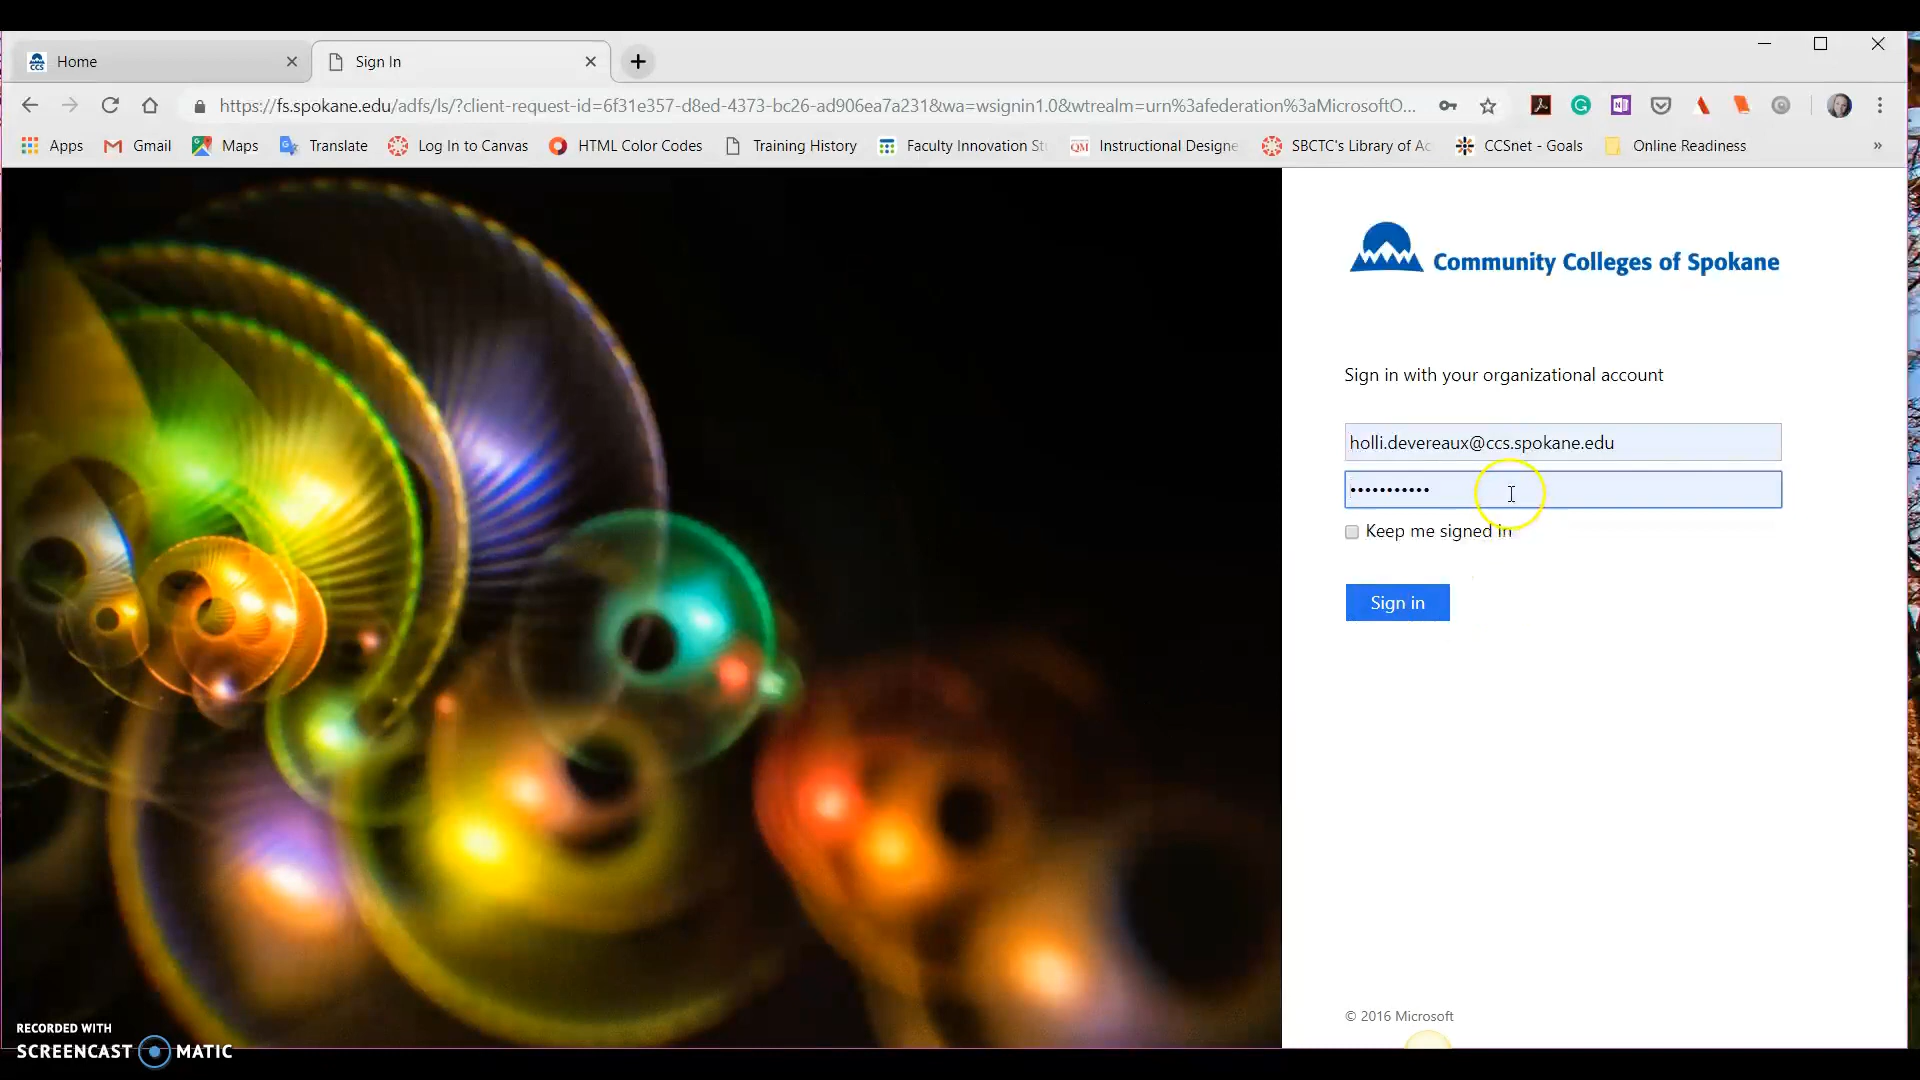 Home
Sign In
https://fs.spokane.edu/adfs/ls/?client-request-id=6f31e357-d8ed-4373-bc26-ad906ea7a231&wa=wsignin1.0&wtrealm=urn%3afederation%3aMicrosoftO...
Apps Gmail Maps Translate Log In to Canvas HTML Color Codes Training History Faculty Innovation St Instructional Designe SBCTC's Library of Ac CCSnet - Goals Online Readiness »
CCS
QM
Community Colleges of Spokane
Sign in with your organizational account
holli.devereaux@ccs.spokane.edu
•••••••••••
Keep me signed in
Sign in
© 2016 Microsoft
RECORDED WITH
SCREENCAST MATIC